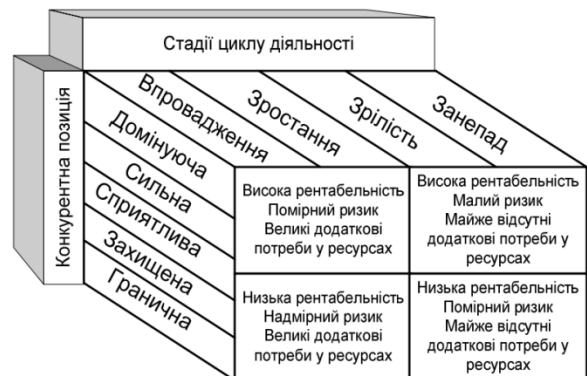 Стадії циклу діяльності
Конкурентна позиція
Впровадження
Зростання
Зрілість
Занепад
Домінуюча
Сильна
Сприятлива
Захищена
Гранична
Висока рентабельність
Помірний ризик
Великі додаткові
потреби у ресурсах
Висока рентабельність
Малий ризик
Майже відсутні
додаткові потреби у
ресурсах
Низька рентабельність
Надмірний ризик
Великі додаткові
потреби у ресурсах
Низька рентабельність
Помірний ризик
Майже відсутні
додаткові потреби у
ресурсах